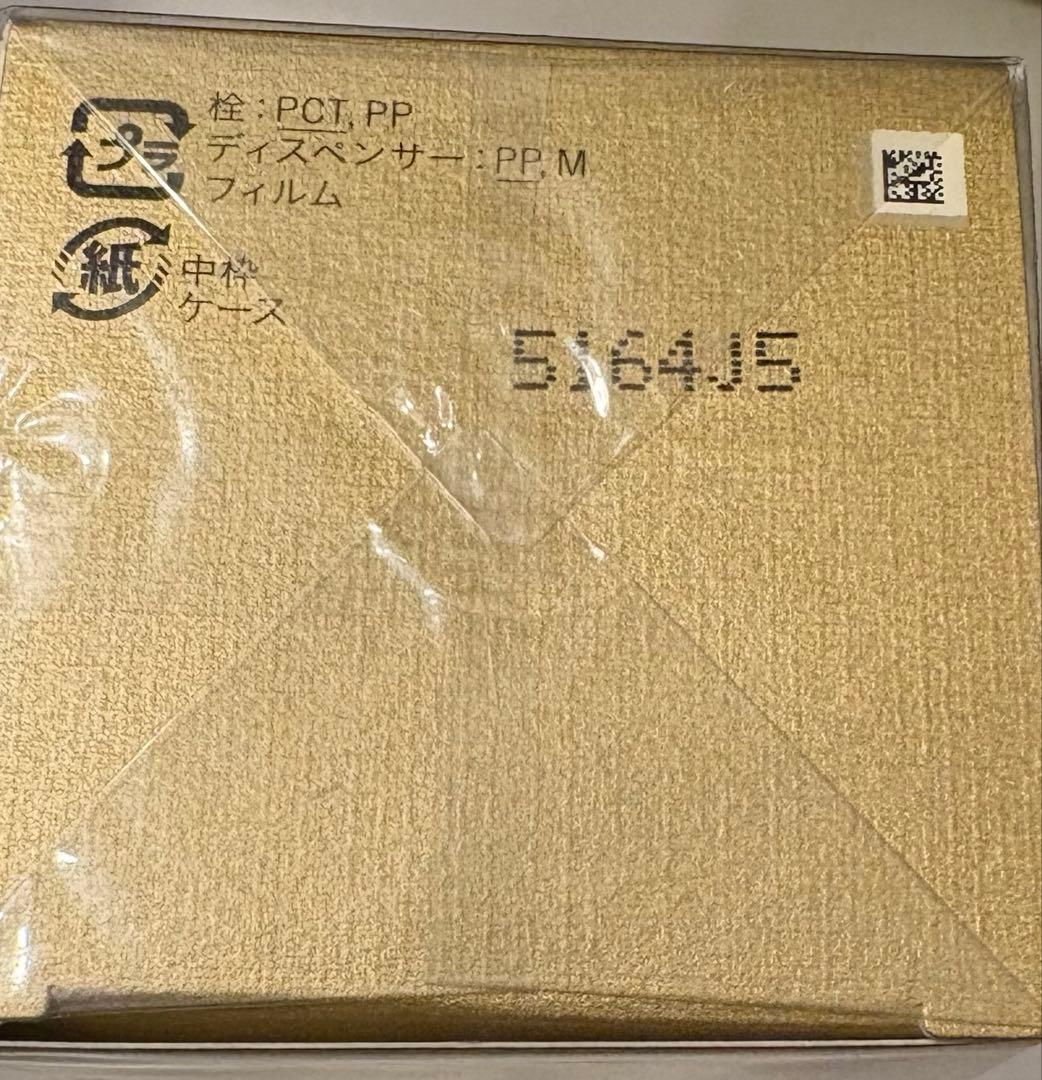 プラ
栓：PCT, PP
ディスペンサー：PP, M
フィルム
紙
中枠
ケース
5164J5